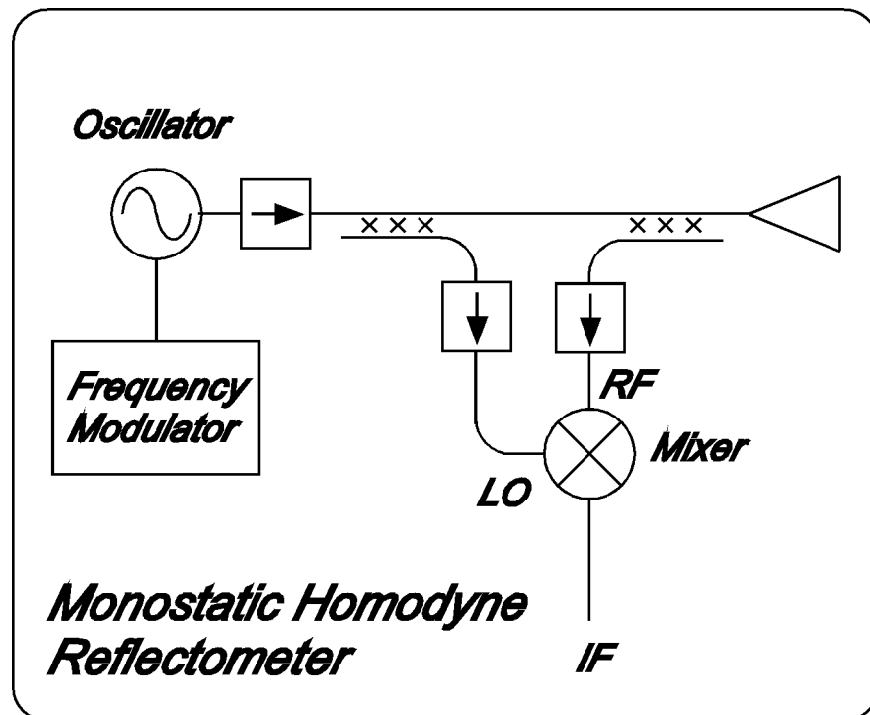 Oscillator
Frequency
Modulator
RF
Mixer
LO
IF
Monostatic Homodyne
Reflectometer